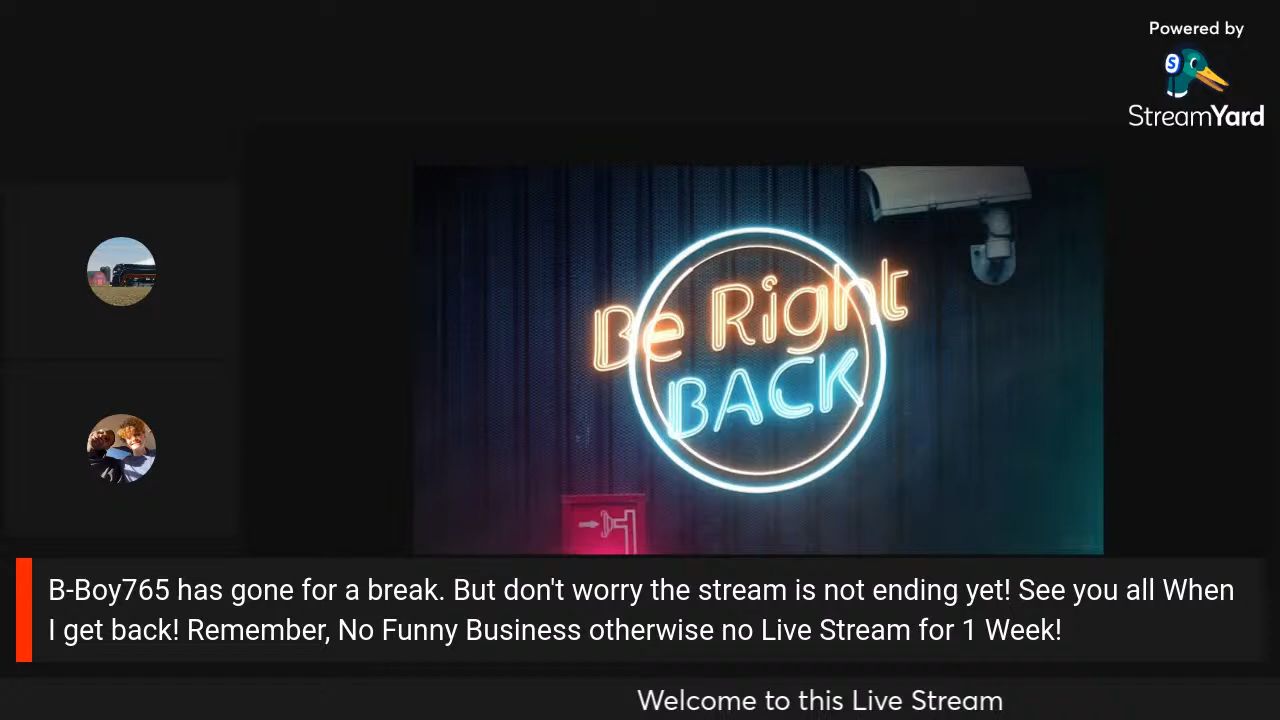 Powered by
S
StreamYard
Be Right
BACK
B-Boy765 has gone for a break. But don't worry the stream is not ending yet! See you all When
I get back! Remember, No Funny Business otherwise no Live Stream for 1 Week!
Welcome to this Live Stream